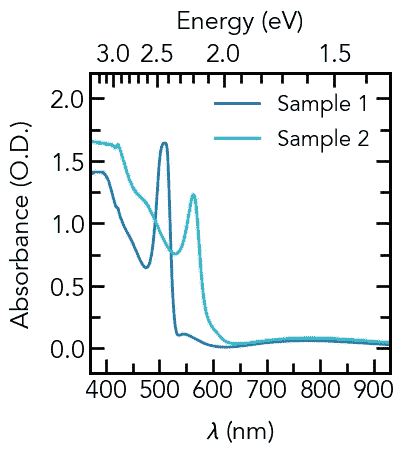 Energy (eV)
3.0 2.5 2.0 1.5
Sample 1
Sample 2
Absorbance (O.D.)
2.0
1.5
1.0
0.5
0.0
400 500 600 700 800 900
λ (nm)